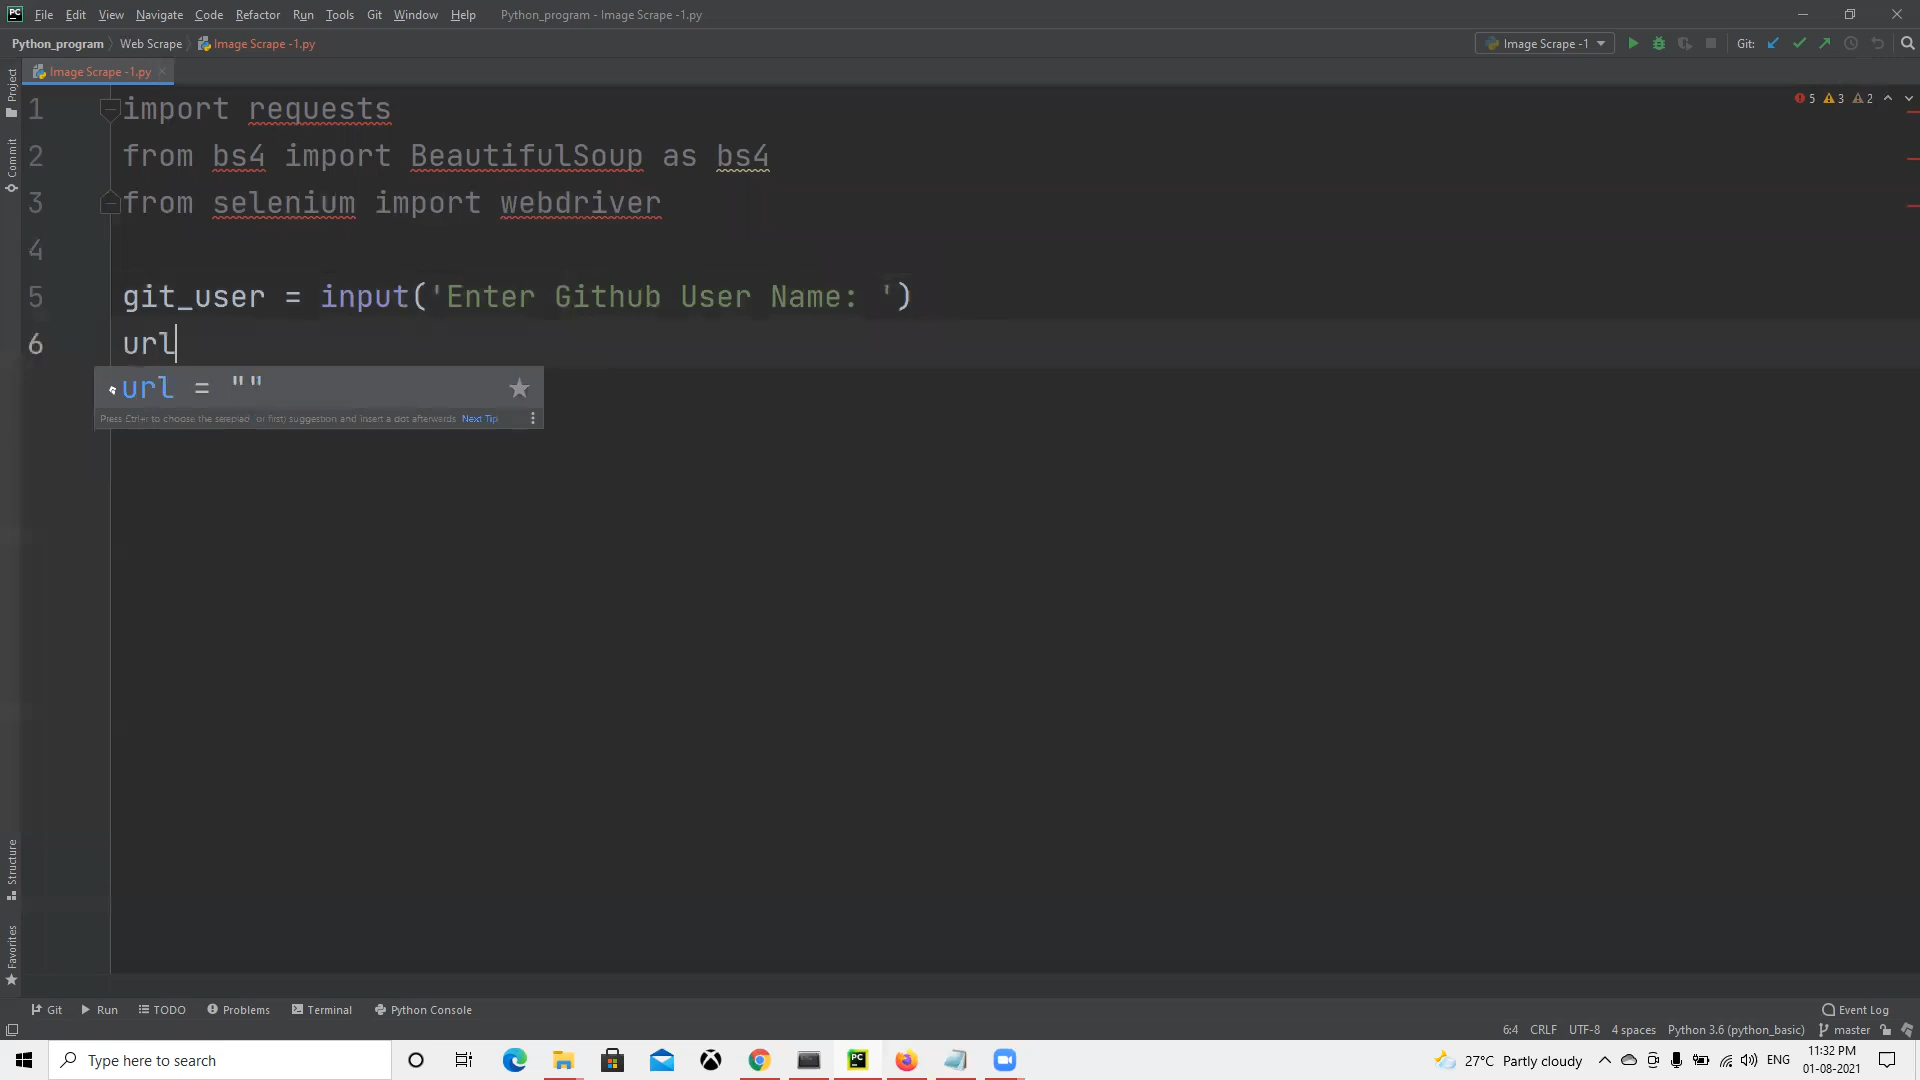 PC File Edit View Navigate Code Refactor Run Tools Git Window Help Python_program - Image Scrape -1.py
Python_program Web Scrape Image Scrape -1.py Image Scrape -1 Git:
Image Scrape -1.py
Project
Commit
5 3 2
1 import requests
2 from bs4 import BeautifulSoup as bs4
3 from selenium import webdriver
4
5 git_user = input('Enter Github User Name: ')
6 url
url = ""
Press Ctrl+ to choose the or first) suggestion and insert a dot afterwards Next Tip
Structure
Favorites
Git Run TODO Problems Terminal Python Console Event Log
6:4 CRLF UTF-8 4 spaces Python 3.6 (python_basic) master
Type here to search PC 27°C Partly cloudy ENG 11:32 PM
01-08-2021